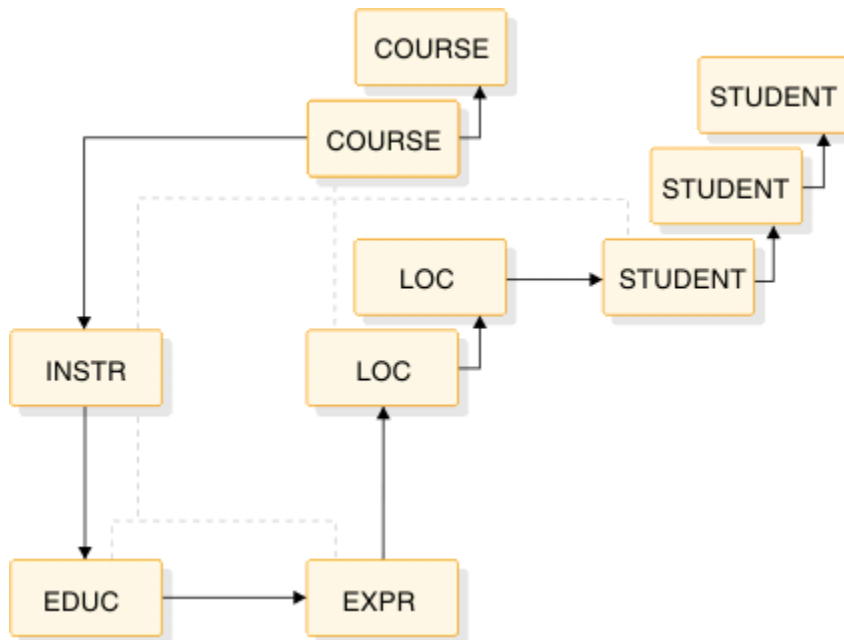 COURSE
STUDENT
COURSE
STUDENT
LOC
STUDENT
INSTR
LOC
EDUC
EXPR